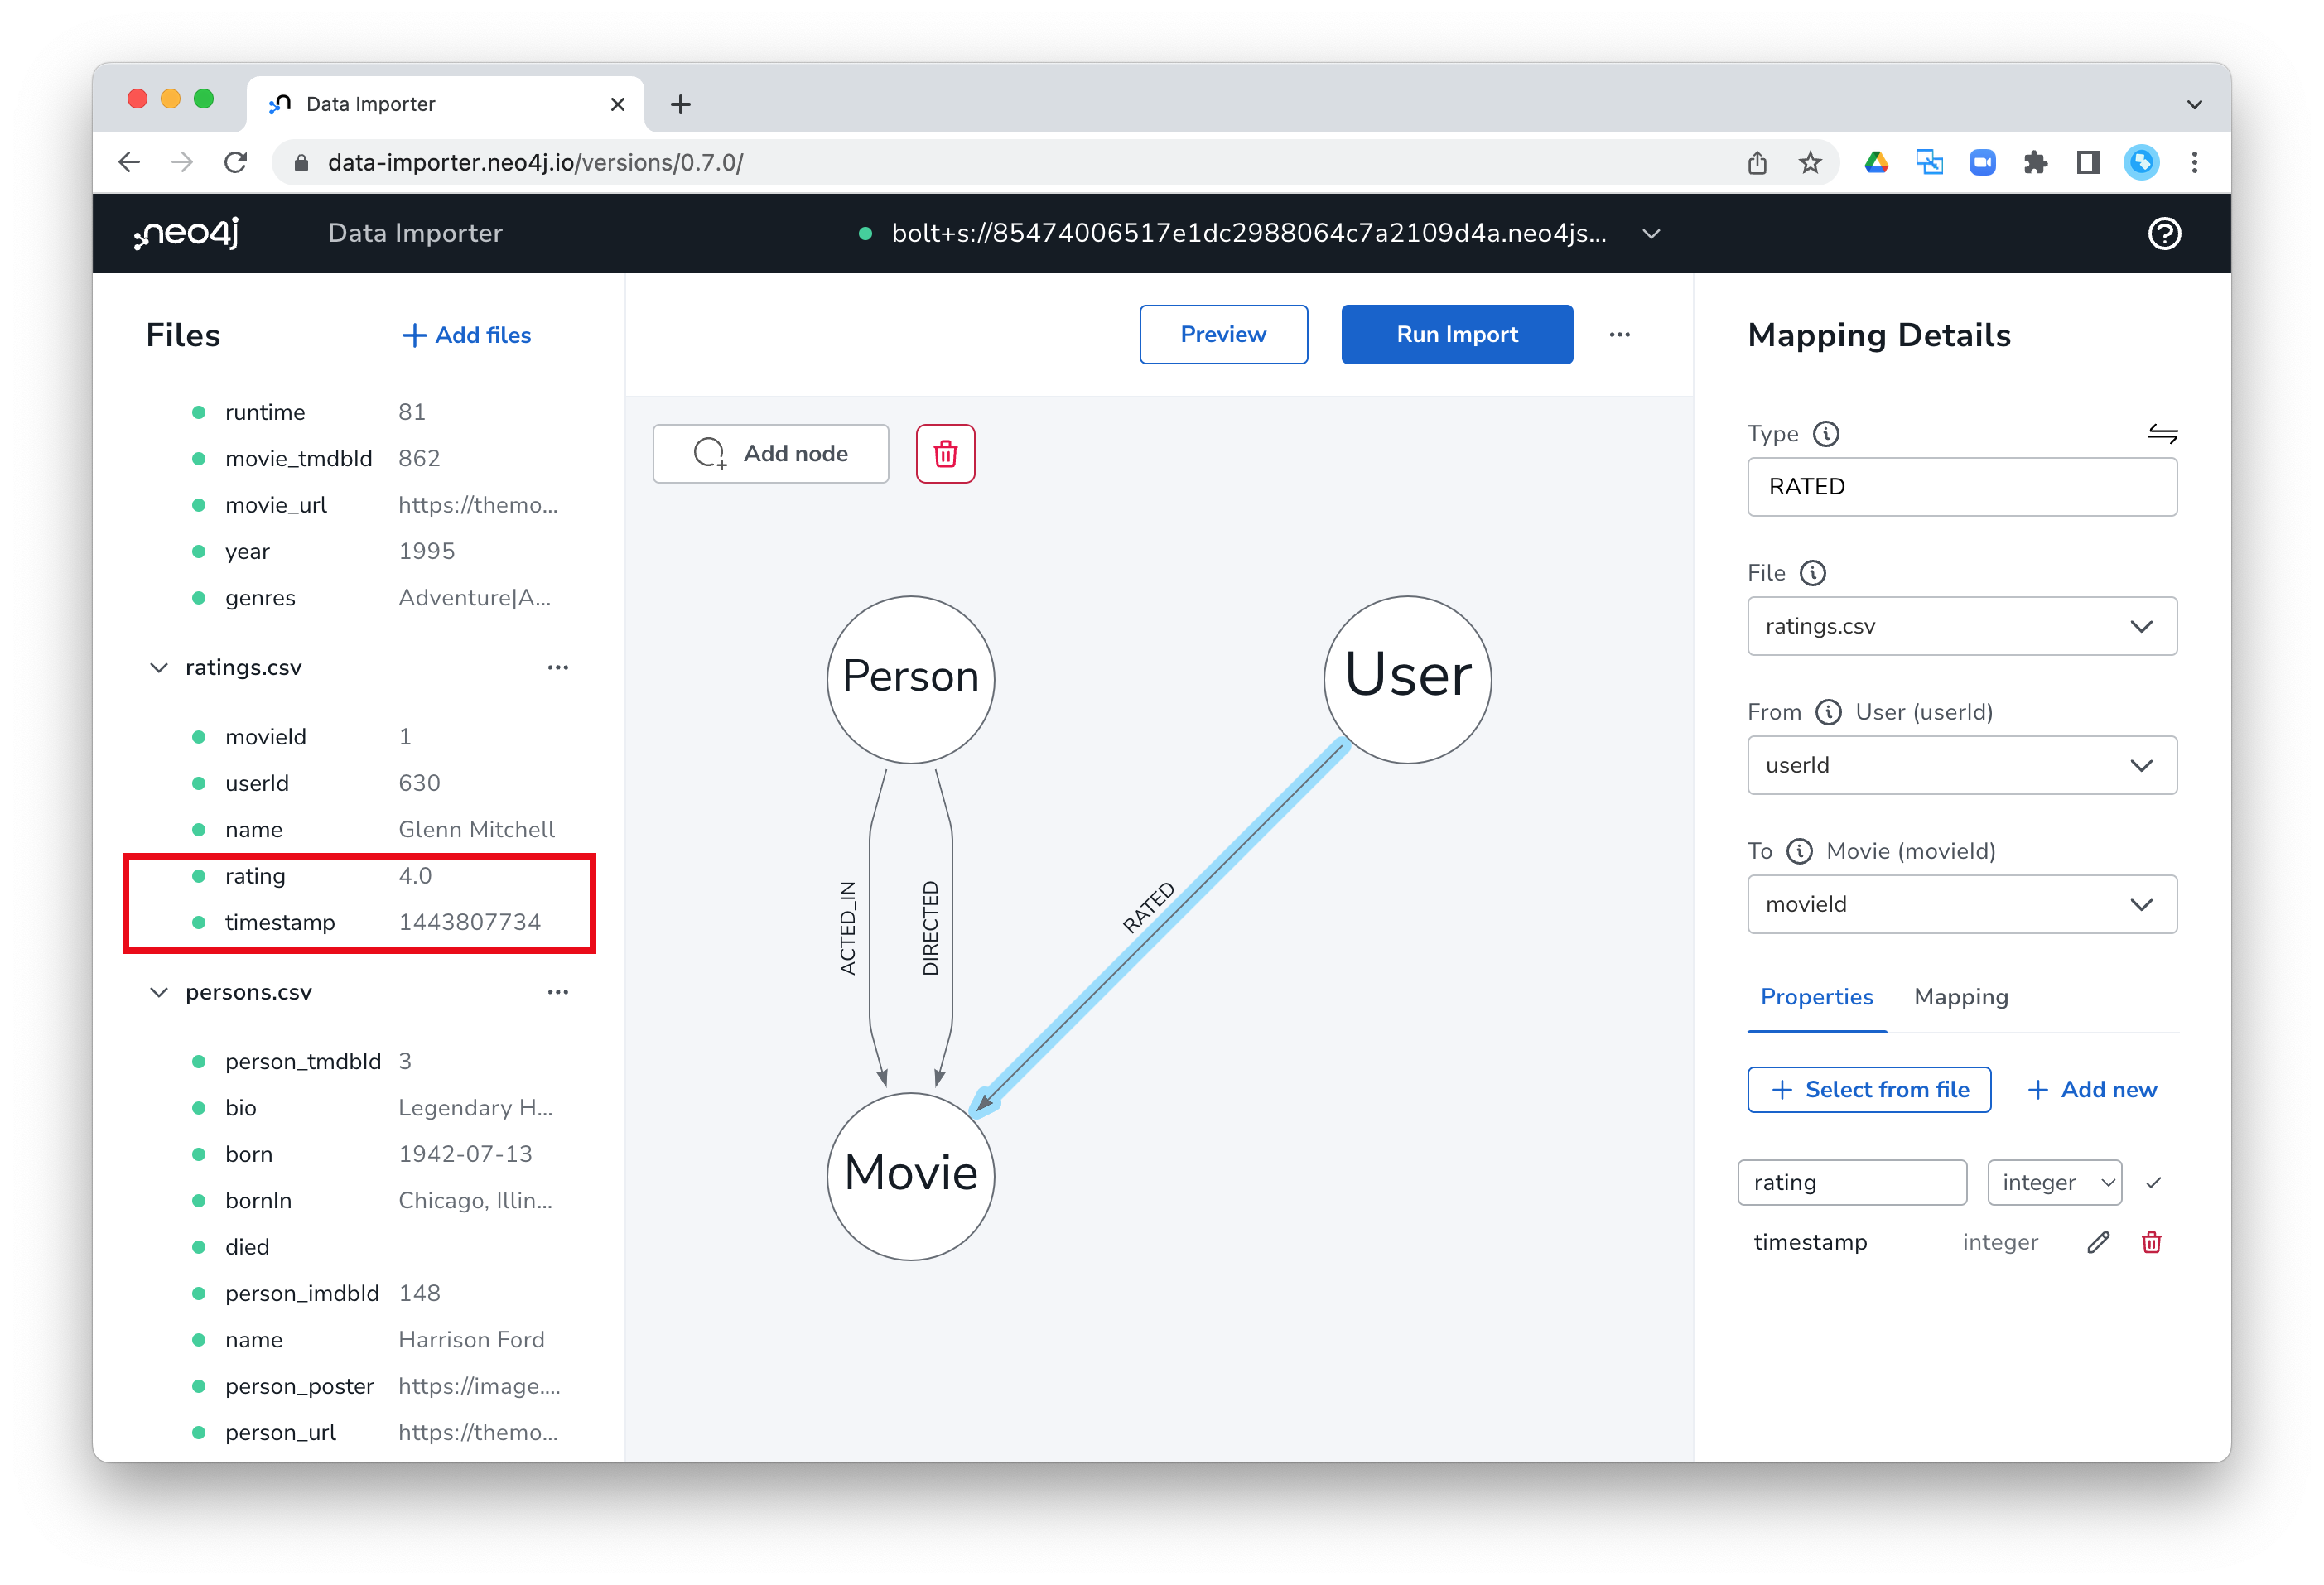 Data Importer
data-importer.neo4j.io/versions/0.7.0/
neo4j
Data Importer
bolt+s://85474006517e1dc2988064c7a2109d4a.neo4js...
Files
Add files
runtime 81
movie_tmdbId 862
movie_url https://themo...
year 1995
genres Adventure|A...
ratings.csv
movieId 1
userId 630
name Glenn Mitchell
rating 4.0
timestamp 1443807734
persons.csv
person_tmdbId 3
bio Legendary H...
born 1942-07-13
bornIn Chicago, Illin...
died
person_imdbId 148
name Harrison Ford
person_poster https://image....
person_url https://themo...
Preview
Run Import
Add node
Person
User
ACTED_IN
DIRECTED
RATED
Movie
Mapping Details
Type
RATED
File
ratings.csv
From User (userId)
userId
To Movie (movieId)
movieId
Properties Mapping
Select from file Add new
rating integer
timestamp integer